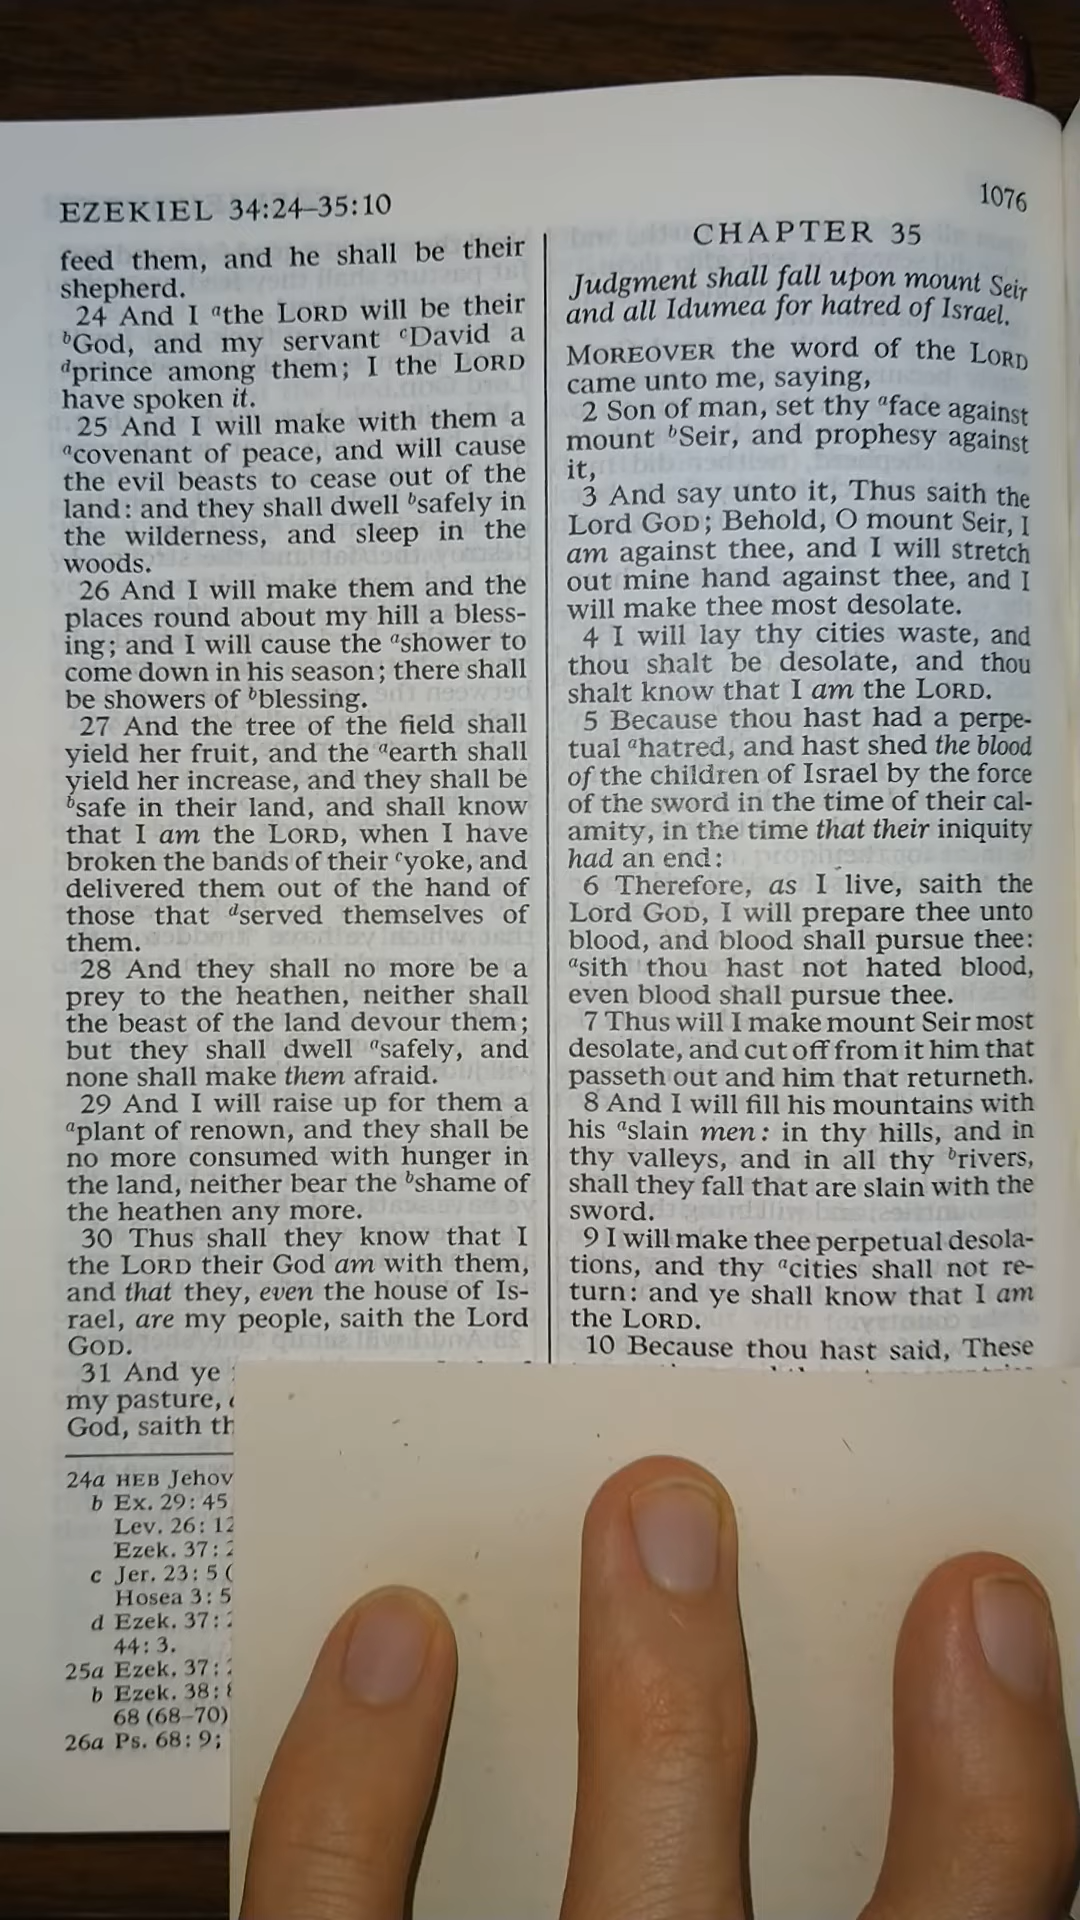 EZEKIEL 34:24–35:10
1076
feed them, and he shall be their
shepherd.
24 And I ᵃthe LORD will be their
ᵇGod, and my servant ᶜDavid a
ᵈprince among them; I the LORD
have spoken it.
25 And I will make with them a
ᵃcovenant of peace, and will cause
the evil beasts to cease out of the
land: and they shall dwell ᵇsafely in
the wilderness, and sleep in the
woods.
26 And I will make them and the
places round about my hill a bless-
ing; and I will cause the ᵃshower to
come down in his season; there shall
be showers of ᵇblessing.
27 And the tree of the field shall
yield her fruit, and the ᵃearth shall
yield her increase, and they shall be
ᵇsafe in their land, and shall know
that I am the LORD, when I have
broken the bands of their ᶜyoke, and
delivered them out of the hand of
those that ᵈserved themselves of
them.
28 And they shall no more be a
prey to the heathen, neither shall
the beast of the land devour them;
but they shall dwell ᵃsafely, and
none shall make them afraid.
29 And I will raise up for them a
ᵃplant of renown, and they shall be
no more consumed with hunger in
the land, neither bear the ᵇshame of
the heathen any more.
30 Thus shall they know that I
the LORD their God am with them,
and that they, even the house of Is-
rael, are my people, saith the Lord
GOD.
31 And ye
my pasture,
God, saith
24a HEB
b Ex. 29:45
Lev. 26:
Ezek. 37:
c Jer. 23:5
Hosea 3:5
d Ezek. 37:
44:3.
25a Ezek. 37:
b Ezek. 38:
68 (68–70)
26a Ps. 68:9;
CHAPTER 35
Judgment shall fall upon mount Seir
and all Idumea for hatred of Israel.
MOREOVER the word of the LORD
came unto me, saying,
2 Son of man, set thy ᵃface against
mount ᵇSeir, and prophesy against
it,
3 And say unto it, Thus saith the
Lord GOD; Behold, O mount Seir, I
am against thee, and I will stretch
out mine hand against thee, and I
will make thee most desolate.
4 I will lay thy cities waste, and
thou shalt be desolate, and thou
shalt know that I am the LORD.
5 Because thou hast had a perpe-
tual ᵃhatred, and hast shed the blood
of the children of Israel by the force
of the sword in the time of their cal-
amity, in the time that their iniquity
had an end:
6 Therefore, as I live, saith the
Lord GOD, I will prepare thee unto
blood, and blood shall pursue thee:
ᵃsith thou hast not hated blood,
even blood shall pursue thee.
7 Thus will I make mount Seir most
desolate, and cut off from it him that
passeth out and him that returneth.
8 And I will fill his mountains with
his ᵃslain men: in thy hills, and in
thy valleys, and in all thy ᵇrivers,
shall they fall that are slain with the
sword.
9 I will make thee perpetual desola-
tions, and thy ᵃcities shall not re-
turn: and ye shall know that I am
the LORD.
10 Because thou hast said, These